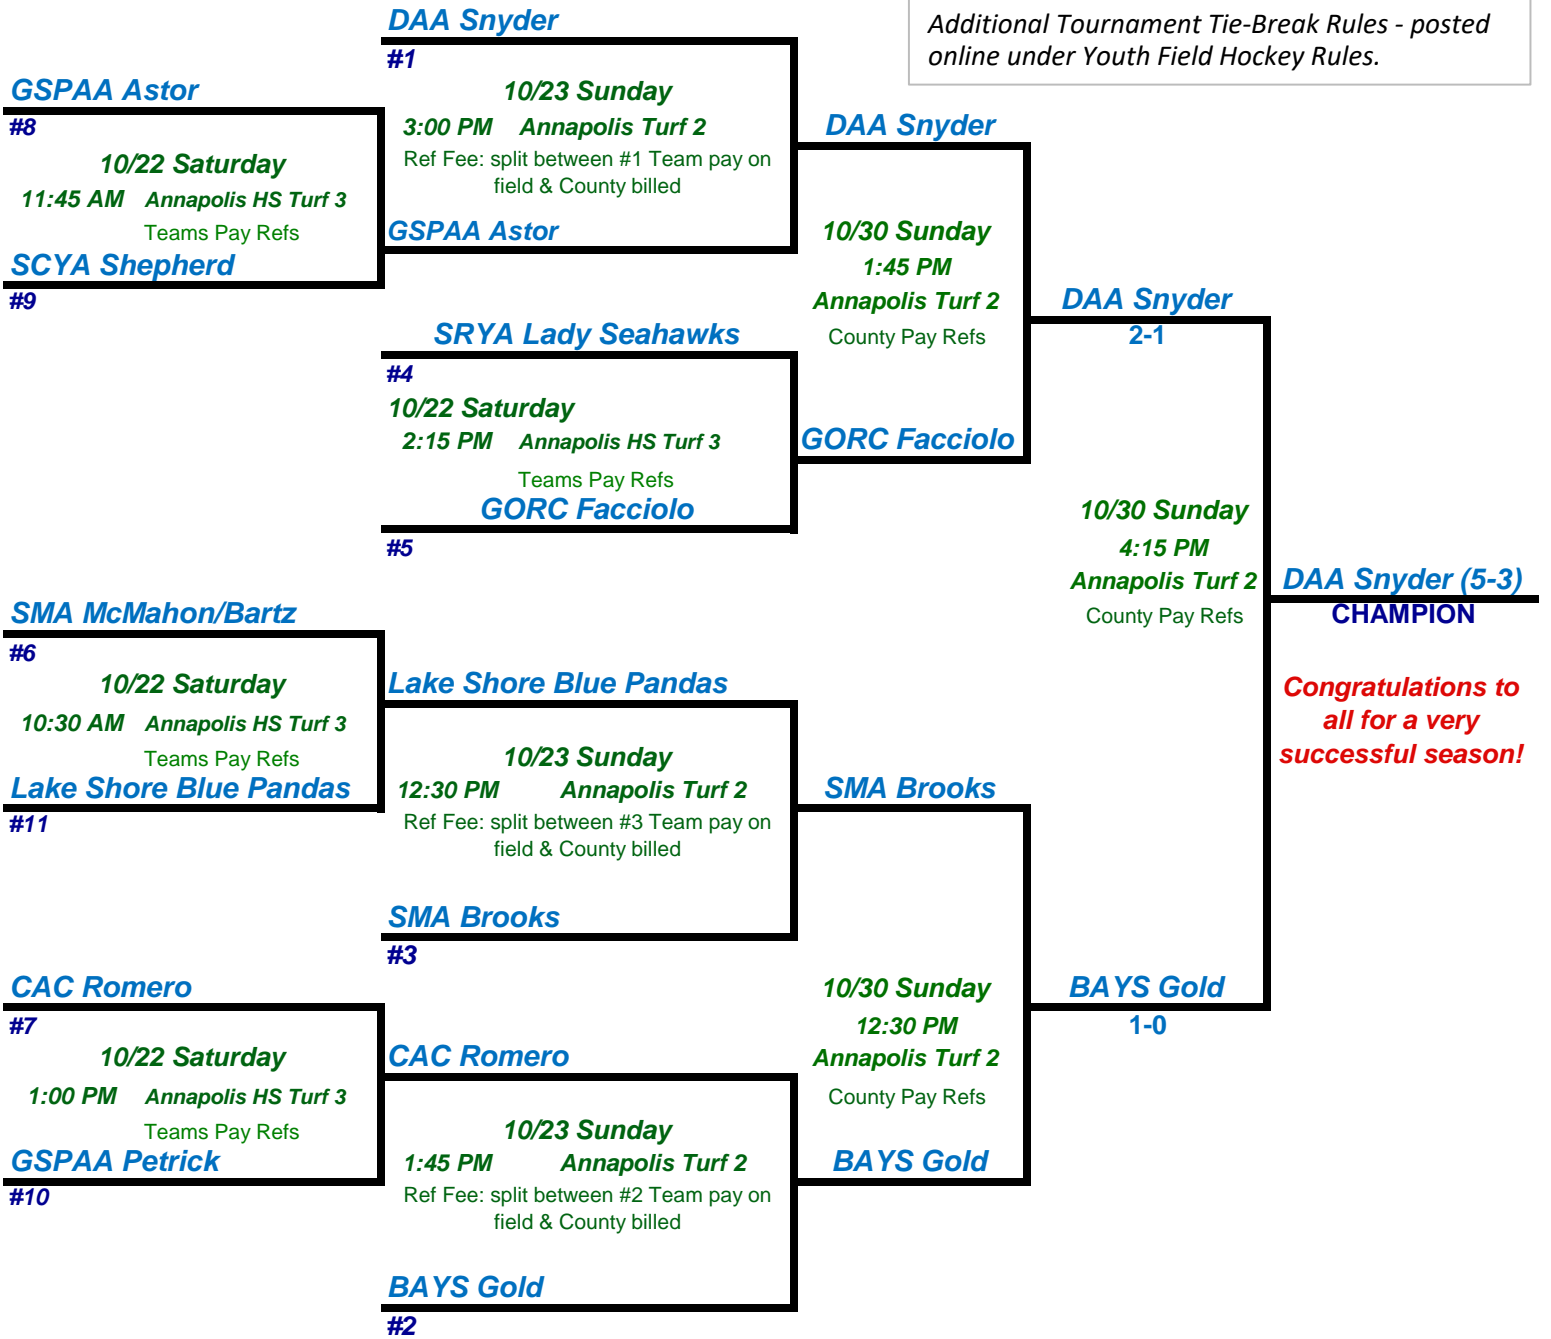 Additional Tournament Tie-Break Rules - posted
online under Youth Field Hockey Rules.
DAA Snyder
#1
10/23 Sunday
3:00 PM Annapolis Turf 2
Ref Fee: split between #1 Team pay on
field & County billed
GSPAA Astor
GSPAA Astor
#8
10/22 Saturday
11:45 AM Annapolis HS Turf 3
Teams Pay Refs
SCYA Shepherd
#9
DAA Snyder
10/30 Sunday
1:45 PM
Annapolis Turf 2
County Pay Refs
GORC Facciolo
SRYA Lady Seahawks
#4
10/22 Saturday
2:15 PM Annapolis HS Turf 3
Teams Pay Refs
GORC Facciolo
#5
DAA Snyder
2-1
10/30 Sunday
4:15 PM
Annapolis Turf 2
County Pay Refs
DAA Snyder (5-3)
CHAMPION
Congratulations to
all for a very
successful season!
SMA McMahon/Bartz
#6
10/22 Saturday
10:30 AM Annapolis HS Turf 3
Teams Pay Refs
Lake Shore Blue Pandas
#11
Lake Shore Blue Pandas
10/23 Sunday
12:30 PM Annapolis Turf 2
Ref Fee: split between #3 Team pay on
field & County billed
SMA Brooks
#3
SMA Brooks
10/30 Sunday
12:30 PM
Annapolis Turf 2
County Pay Refs
BAYS Gold
BAYS Gold
1-0
CAC Romero
#7
10/22 Saturday
1:00 PM Annapolis HS Turf 3
Teams Pay Refs
GSPAA Petrick
#10
CAC Romero
10/23 Sunday
1:45 PM Annapolis Turf 2
Ref Fee: split between #2 Team pay on
field & County billed
BAYS Gold
#2